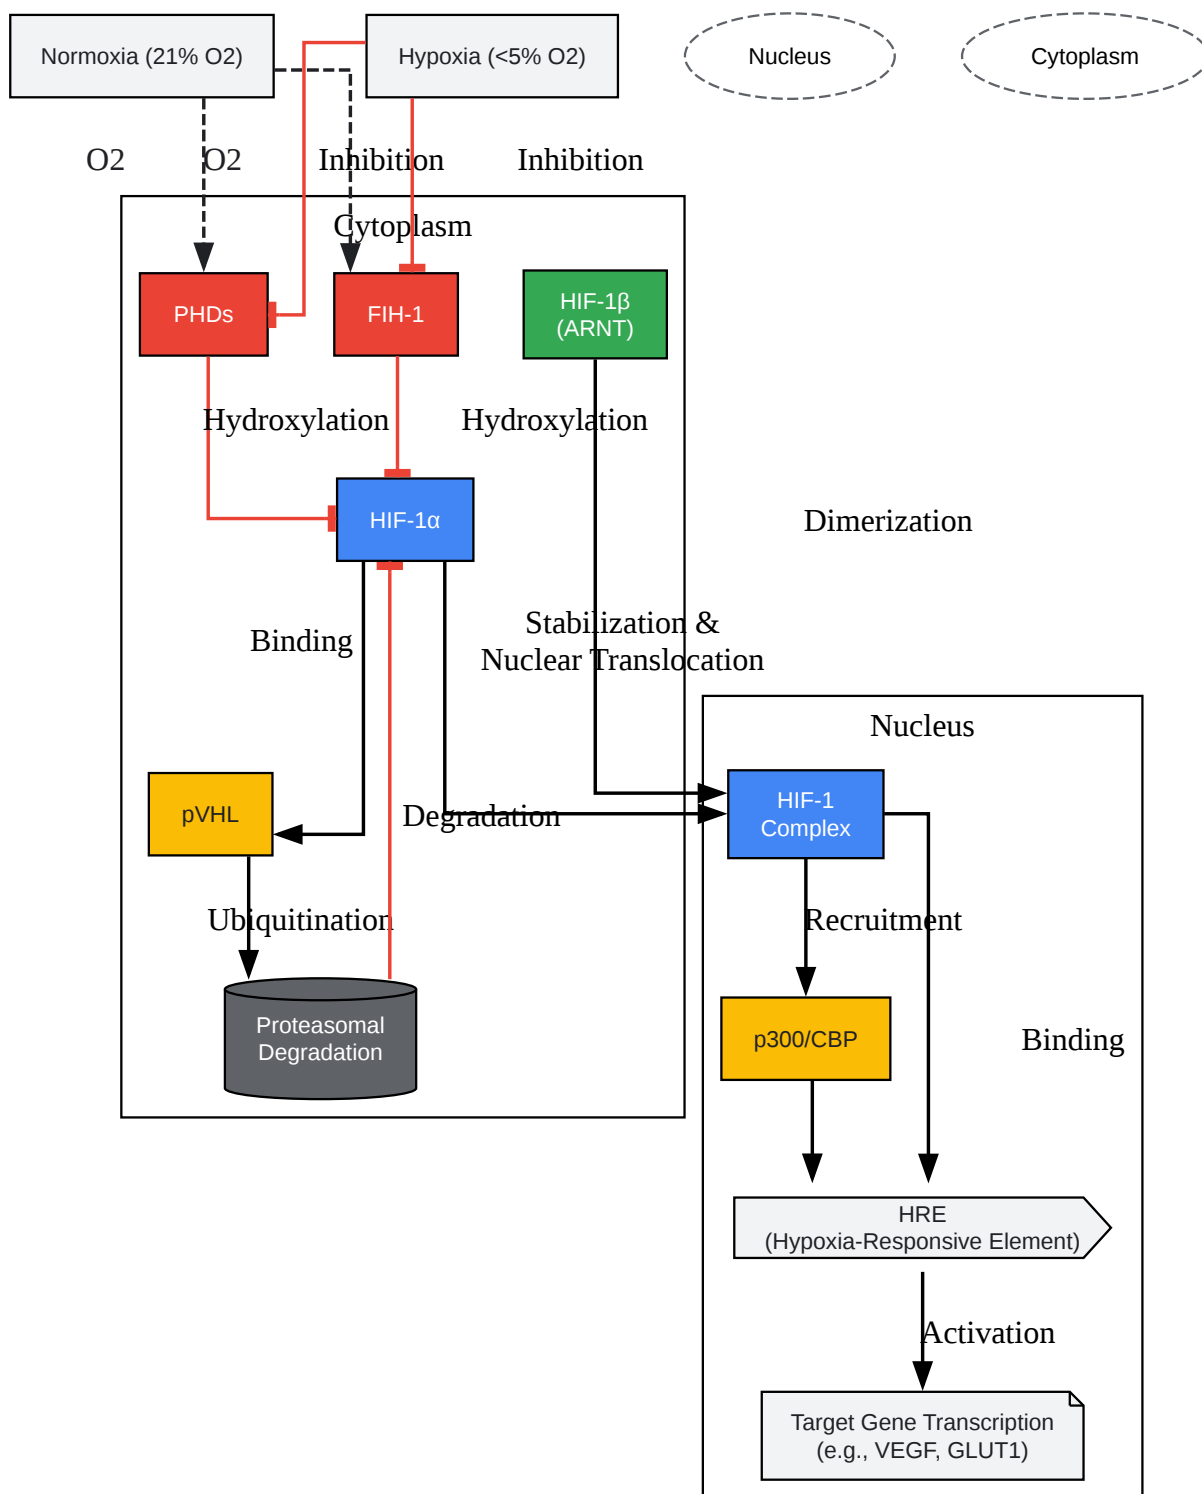 Normoxia (21% O2)
Hypoxia (<5% O2)
Nucleus
Cytoplasm
O2
O2
Inhibition
Inhibition
Cytoplasm
PHDs
FIH-1
HIF-1β
(ARNT)
Hydroxylation
Hydroxylation
HIF-1α
Dimerization
Binding
Stabilization &
Nuclear Translocation
Nucleus
pVHL
Degradation
HIF-1
Complex
Ubiquitination
Recruitment
Proteasomal
Degradation
p300/CBP
Binding
HRE
(Hypoxia-Responsive Element)
Activation
Target Gene Transcription
(e.g., VEGF, GLUT1)